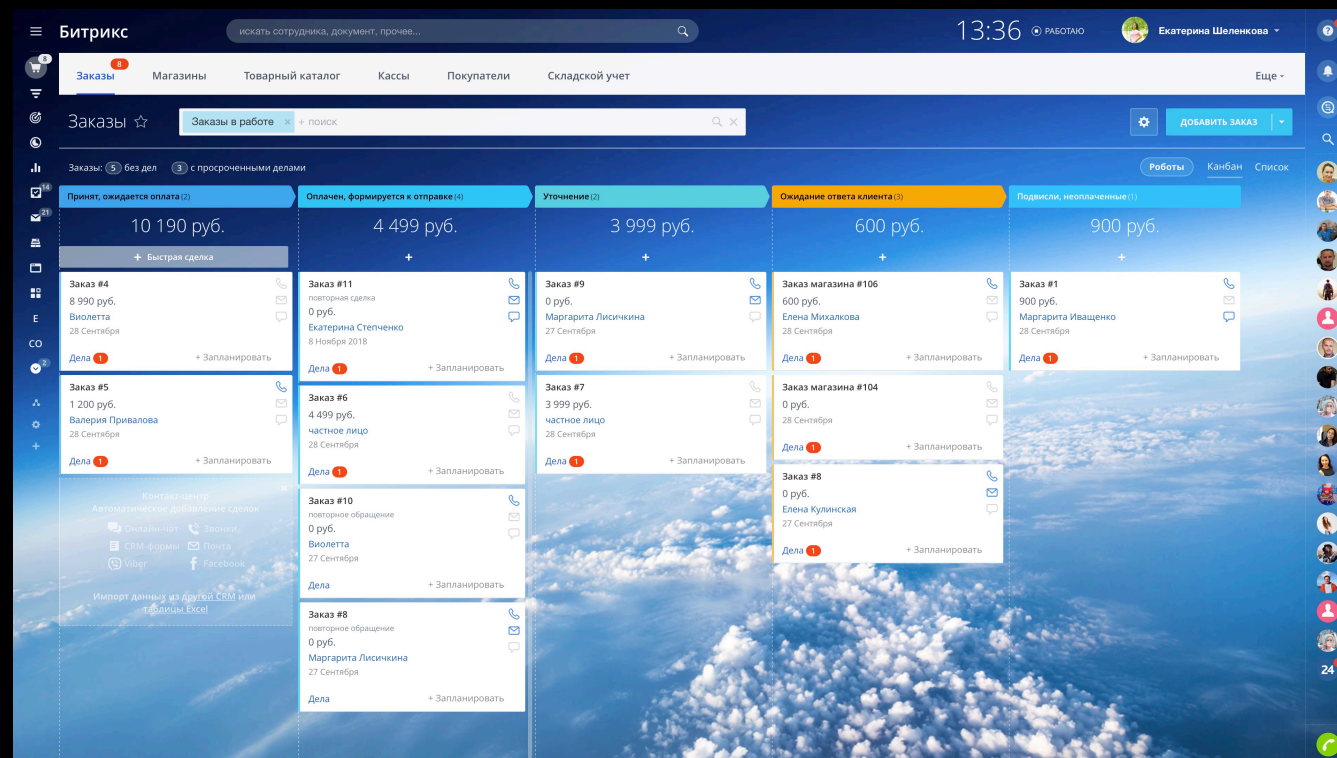 Битрикс
искать сотрудника, документ, прочее...
13:36
РАБОТАЮ
Екатерина Шеленкова
8
14
21
E
CO
2
24
Заказы 8
Магазины
Товарный каталог
Кассы
Покупатели
Складской учет
Еще
Заказы
Заказы в работе × + поиск
ДОБАВИТЬ ЗАКАЗ
Заказы: 5 без дел 3 с просроченными делами
Роботы
Канбан
Список
Принят, ожидается оплата (2)
10 190 руб.
+ Быстрая сделка
Заказ #4
8 990 руб.
Виолетта
28 Сентября
Дела 1 + Запланировать
Заказ #5
1 200 руб.
Валерия Привалова
28 Сентября
Дела 1 + Запланировать
Контакт-центр
Автоматическое добавление сделок
Онлайн-чат Звонки
CRM-формы Почта
Viber Facebook
Импорт данных из другой CRM или
таблицы Excel
Оплачен, формируется к отправке (4)
4 499 руб.
+
Заказ #11
повторная сделка
0 руб.
Екатерина Степченко
8 Ноября 2018
Дела 1 + Запланировать
Заказ #6
4 499 руб.
частное лицо
28 Сентября
Дела 1 + Запланировать
Заказ #10
повторное обращение
0 руб.
Виолетта
27 Сентября
Дела + Запланировать
Заказ #8
повторное обращение
0 руб.
Маргарита Лисичкина
27 Сентября
Дела + Запланировать
Уточнение (2)
3 999 руб.
+
Заказ #9
0 руб.
Маргарита Лисичкина
27 Сентября
Дела 1 + Запланировать
Заказ #7
3 999 руб.
частное лицо
28 Сентября
Дела 1 + Запланировать
Ожидание ответа клиента (3)
600 руб.
+
Заказ магазина #106
600 руб.
Елена Михалкова
28 Сентября
Дела 1 + Запланировать
Заказ магазина #104
0 руб.
28 Сентября
Дела 1 + Запланировать
Заказ #8
0 руб.
Елена Кулинская
27 Сентября
Дела 1 + Запланировать
Подвисли, неоплаченные (1)
900 руб.
+
Заказ #1
900 руб.
Маргарита Иващенко
28 Сентября
Дела 1 + Запланировать